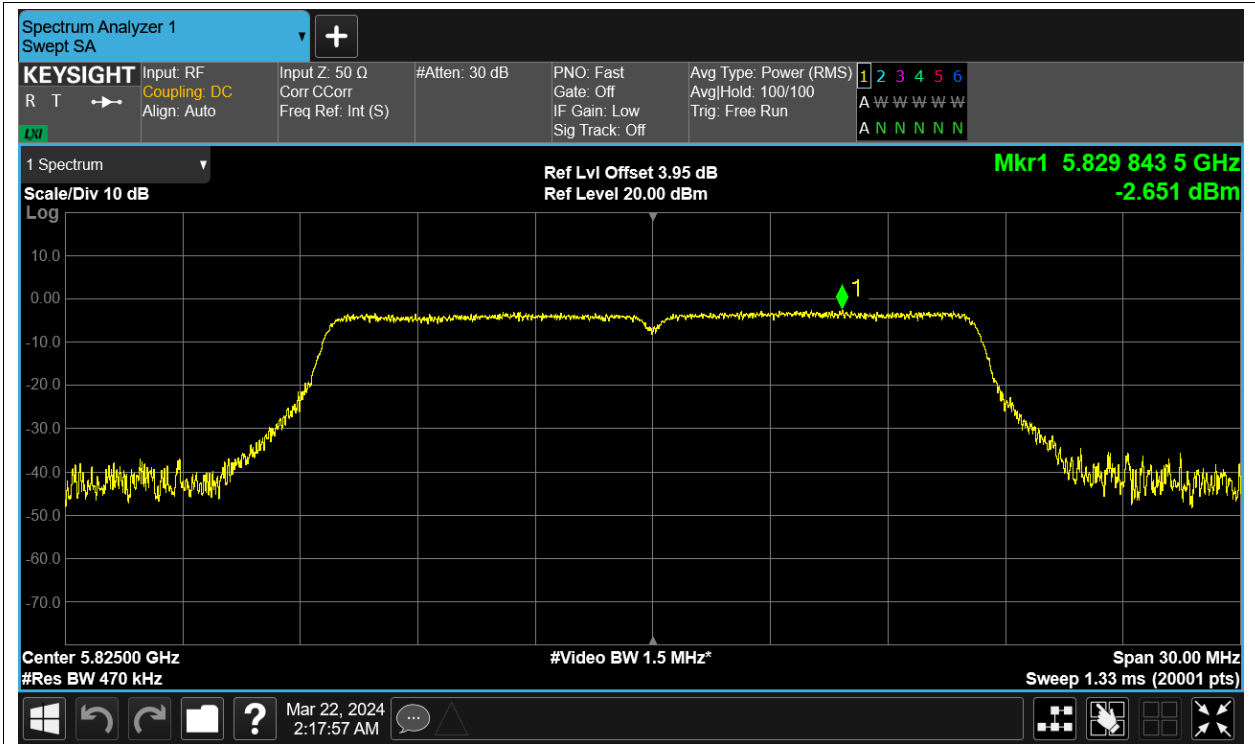 Spectrum Analyzer 1
Swept SA
KEYSIGHT
R T
LXI
Input: RF
Coupling: DC
Align: Auto
Input Z: 50 Ω
Corr CCorr
Freq Ref: Int (S)
#Atten: 30 dB
PNO: Fast
Gate: Off
IF Gain: Low
Sig Track: Off
Avg Type: Power (RMS)
Avg|Hold: 100/100
Trig: Free Run
1 2 3 4 5 6
A W W W W W
A N N N N N
1 Spectrum
Scale/Div 10 dB
Log
Ref Lvl Offset 3.95 dB
Ref Level 20.00 dBm
Mkr1 5.829 843 5 GHz
-2.651 dBm
10.0
0.00
-10.0
-20.0
-30.0
-40.0
-50.0
-60.0
-70.0
1
Center 5.82500 GHz
#Res BW 470 kHz
#Video BW 1.5 MHz*
Span 30.00 MHz
Sweep 1.33 ms (20001 pts)
?
Mar 22, 2024
2:17:57 AM